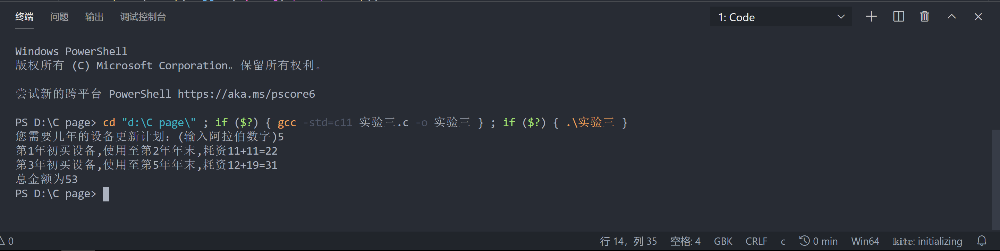 终端 问题 输出 调试控制台 1: Code
Windows PowerShell
版权所有 (C) Microsoft Corporation。保留所有权利。
尝试新的跨平台 PowerShell https://aka.ms/pscore6
PS D:\C page> cd "d:\C page\" ; if ($?) { gcc -std=c11 实验三.c -o 实验三 } ; if ($?) { .\实验三 }
您需要几年的设备更新计划：(输入阿拉伯数字)5
第1年初买设备,使用至第2年年末,耗资11+11=22
第3年初买设备,使用至第5年年末,耗资12+19=31
总金额为53
PS D:\C page>
0 行 14，列 35 空格: 4 GBK CRLF c 0 min Win64 kite: initializing